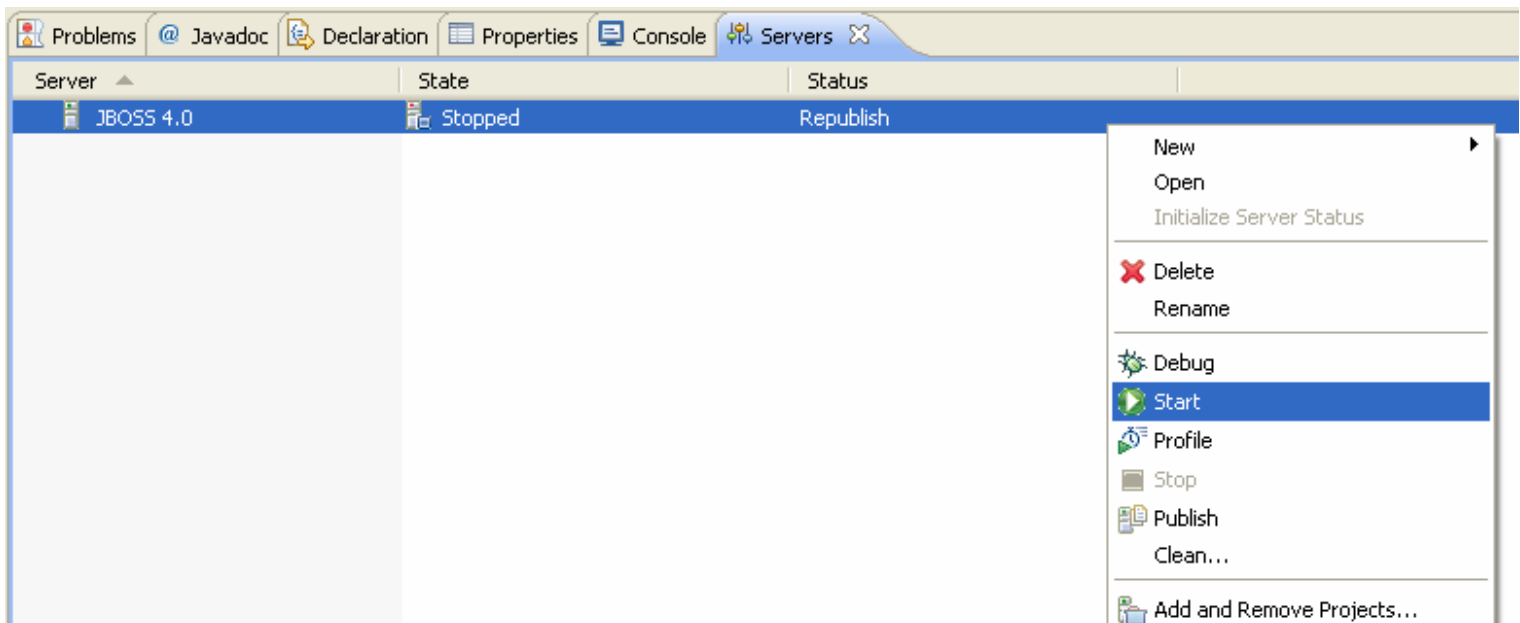 Problems @ Javadoc Declaration Properties Console Servers
Server State Status
JBOSS 4.0 Stopped Republish
New
Open
Initialize Server Status
Delete
Rename
Debug
Start
Profile
Stop
Publish
Clean...
Add and Remove Projects...